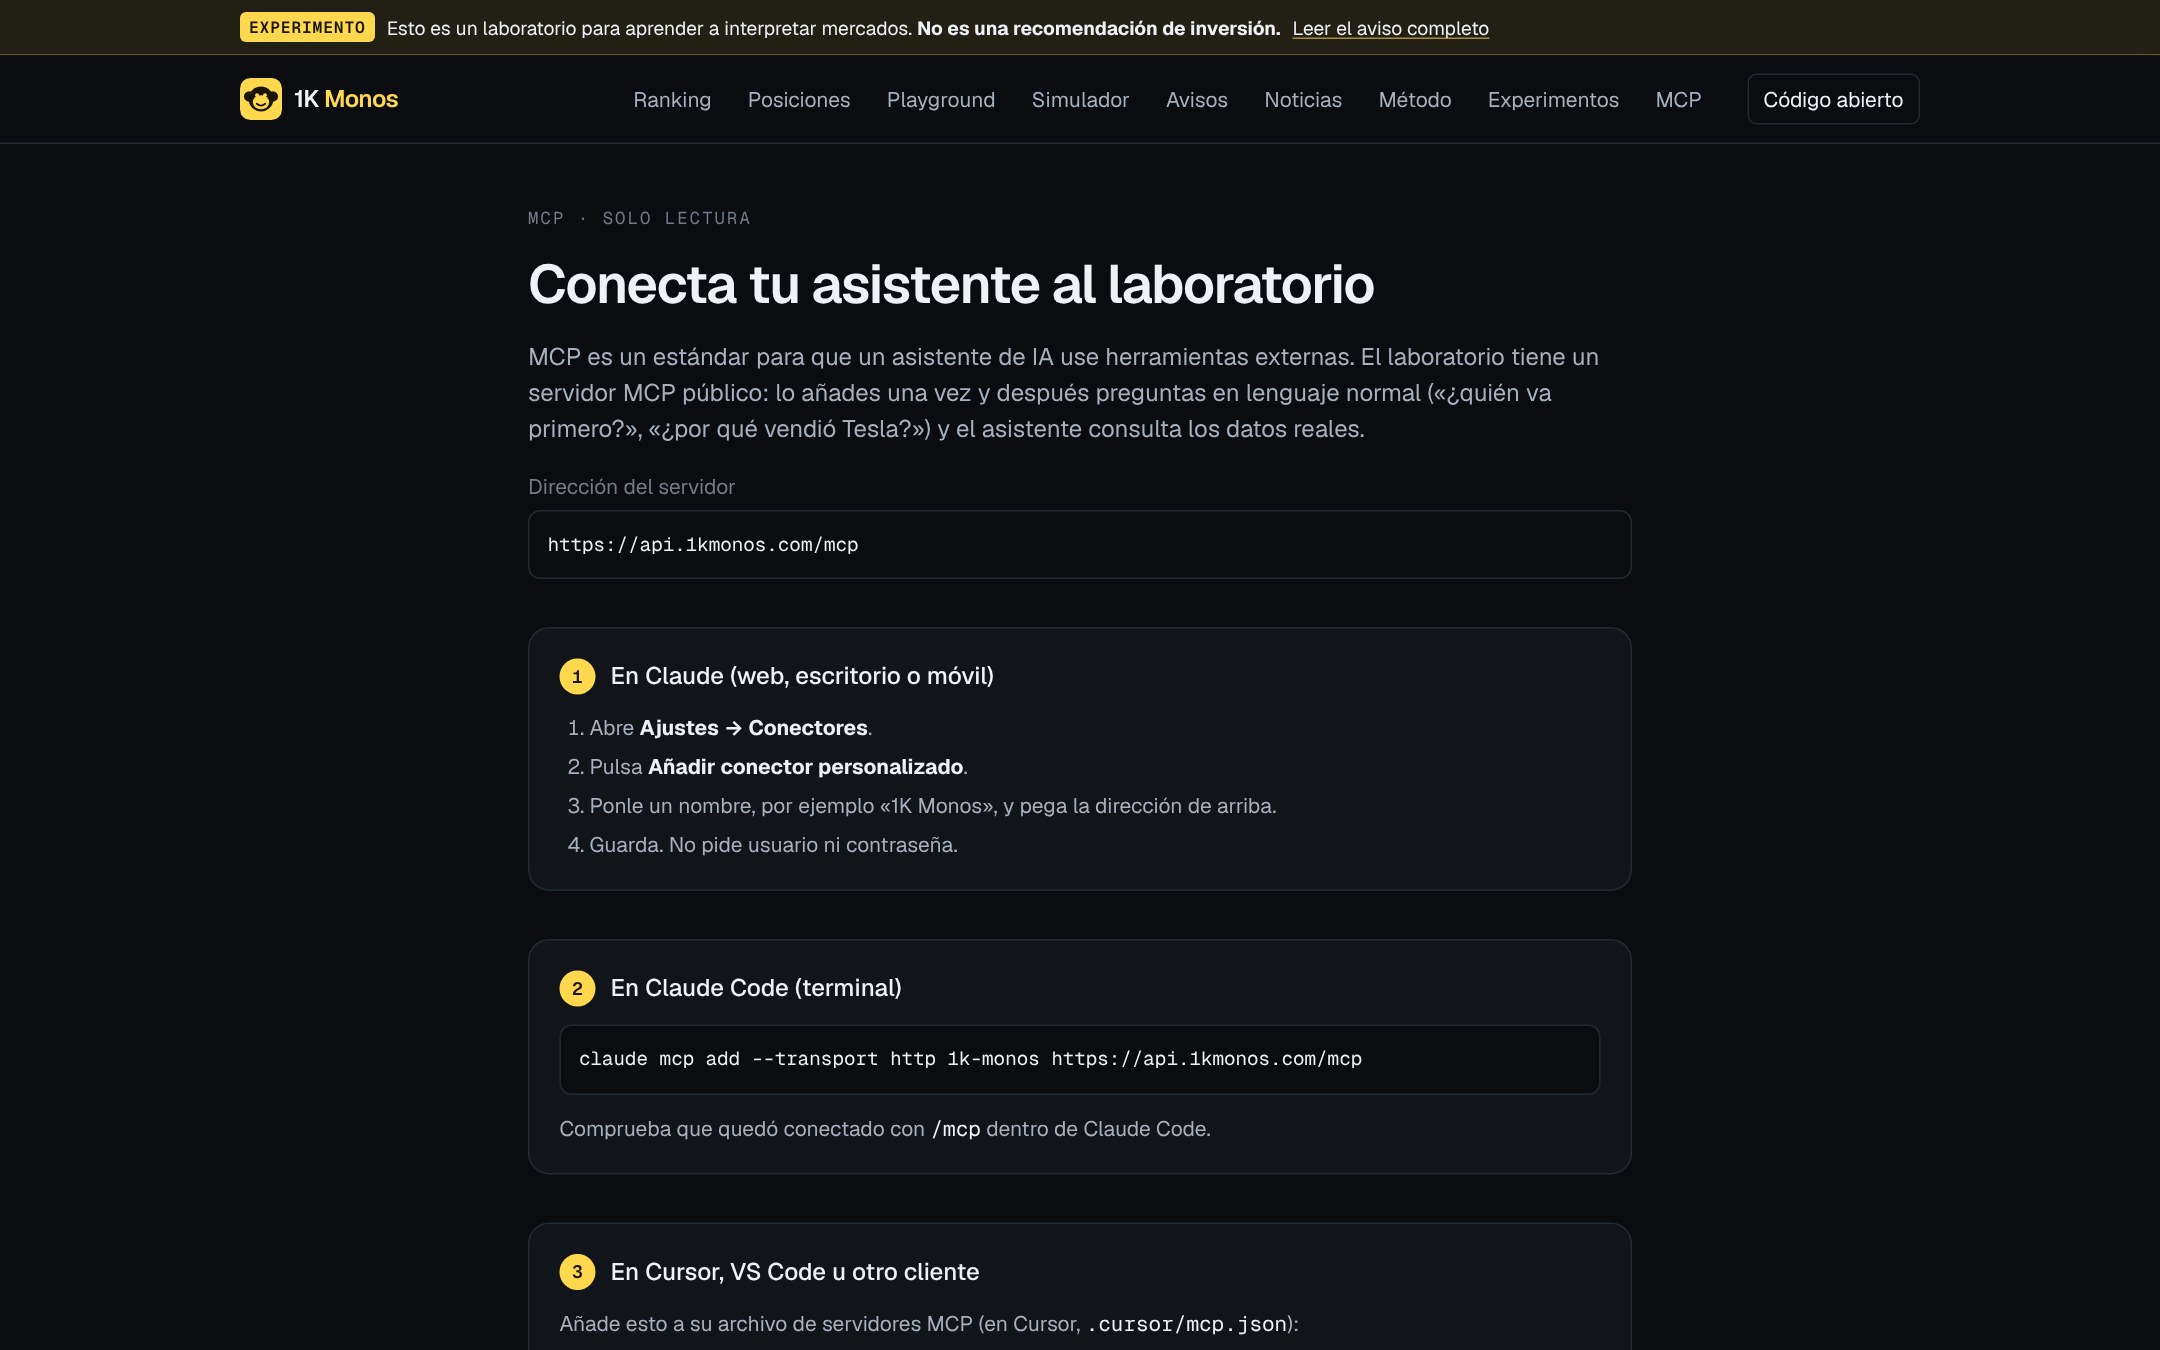 EXPERIMENTO Esto es un laboratorio para aprender a interpretar mercados. No es una recomendación de inversión. Leer el aviso completo
1K Monos Ranking Posiciones Playground Simulador Avisos Noticias Método Experimentos MCP Código abierto
MCP · SOLO LECTURA
Conecta tu asistente al laboratorio
MCP es un estándar para que un asistente de IA use herramientas externas. El laboratorio tiene un
servidor MCP público: lo añades una vez y después preguntas en lenguaje normal («¿quién va
primero?», «¿por qué vendió Tesla?») y el asistente consulta los datos reales.
Dirección del servidor
https://api.1kmonos.com/mcp
1 En Claude (web, escritorio o móvil)
1. Abre Ajustes → Conectores.
2. Pulsa Añadir conector personalizado.
3. Ponle un nombre, por ejemplo «1K Monos», y pega la dirección de arriba.
4. Guarda. No pide usuario ni contraseña.
2 En Claude Code (terminal)
claude mcp add --transport http 1k-monos https://api.1kmonos.com/mcp
Comprueba que quedó conectado con /mcp dentro de Claude Code.
3 En Cursor, VS Code u otro cliente
Añade esto a su archivo de servidores MCP (en Cursor, .cursor/mcp.json):